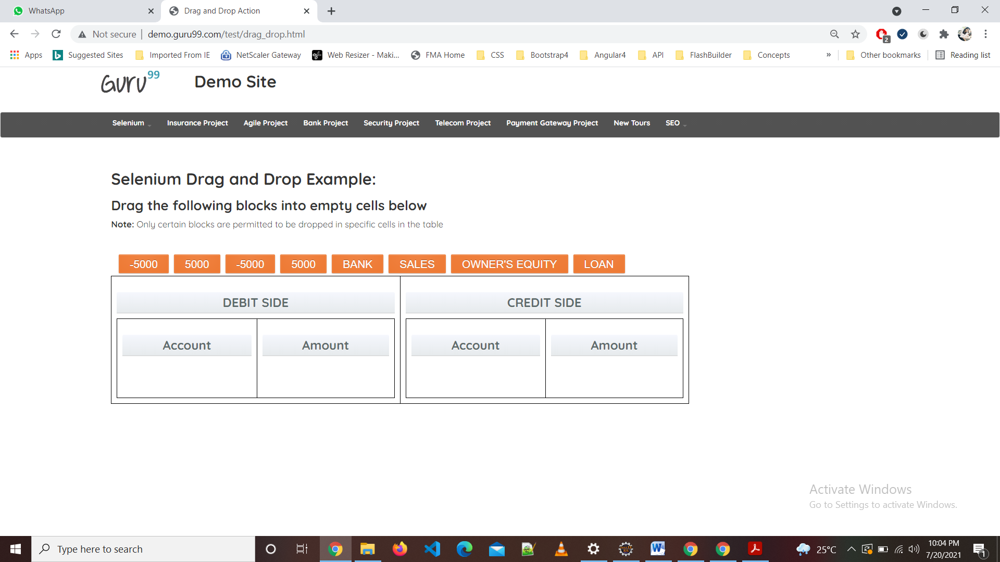 WhatsApp
Drag and Drop Action
Not secure | demo.guru99.com/test/drag_drop.html
2
Apps Suggested Sites Imported From IE NetScaler Gateway Web Resizer - Maki... FMA Home CSS Bootstrap4 Angular4 API FlashBuilder Concepts » Other bookmarks Reading list
Guru99 Demo Site
Selenium Insurance Project Agile Project Bank Project Security Project Telecom Project Payment Gateway Project New Tours SEO
Selenium Drag and Drop Example:
Drag the following blocks into empty cells below
Note: Only certain blocks are permitted to be dropped in specific cells in the table
-5000 5000 -5000 5000 BANK SALES OWNER'S EQUITY LOAN
DEBIT SIDE CREDIT SIDE
Account Amount Account Amount
Activate Windows
Go to Settings to activate Windows.
Type here to search
25°C
10:04 PM
7/20/2021
1